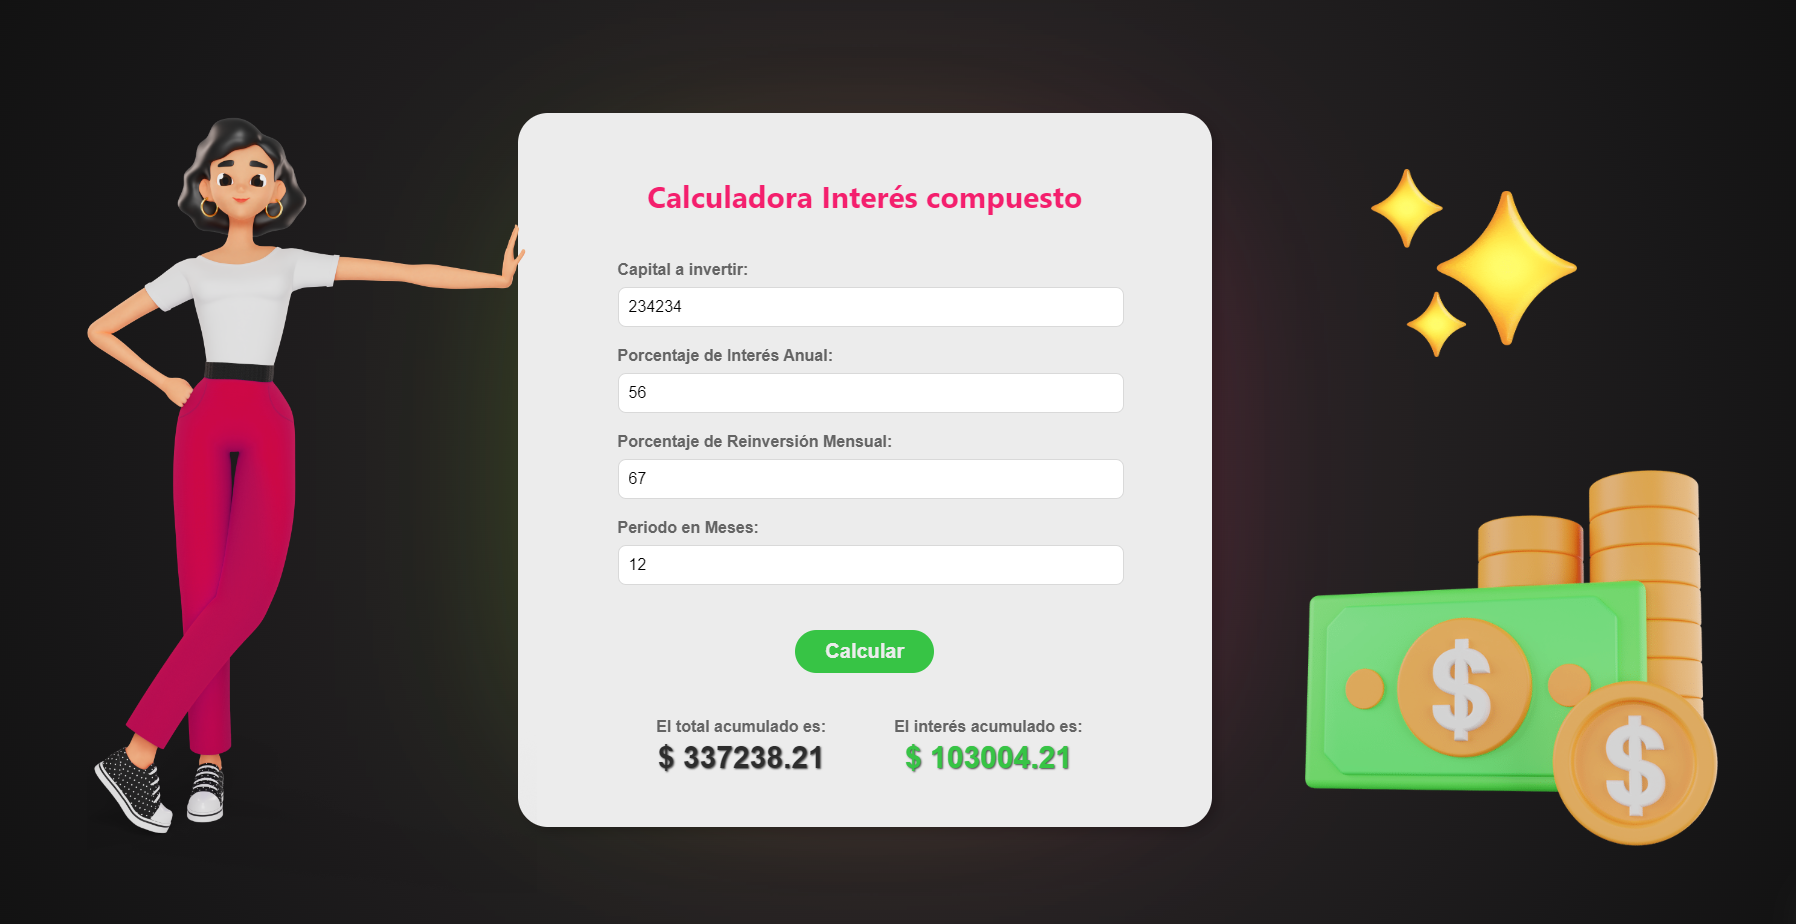 Calculadora Interés compuesto
Capital a invertir:
234234
Porcentaje de Interés Anual:
56
Porcentaje de Reinversión Mensual:
67
Periodo en Meses:
12
Calcular
El total acumulado es:
$ 337238.21
El interés acumulado es:
$ 103004.21
$
$